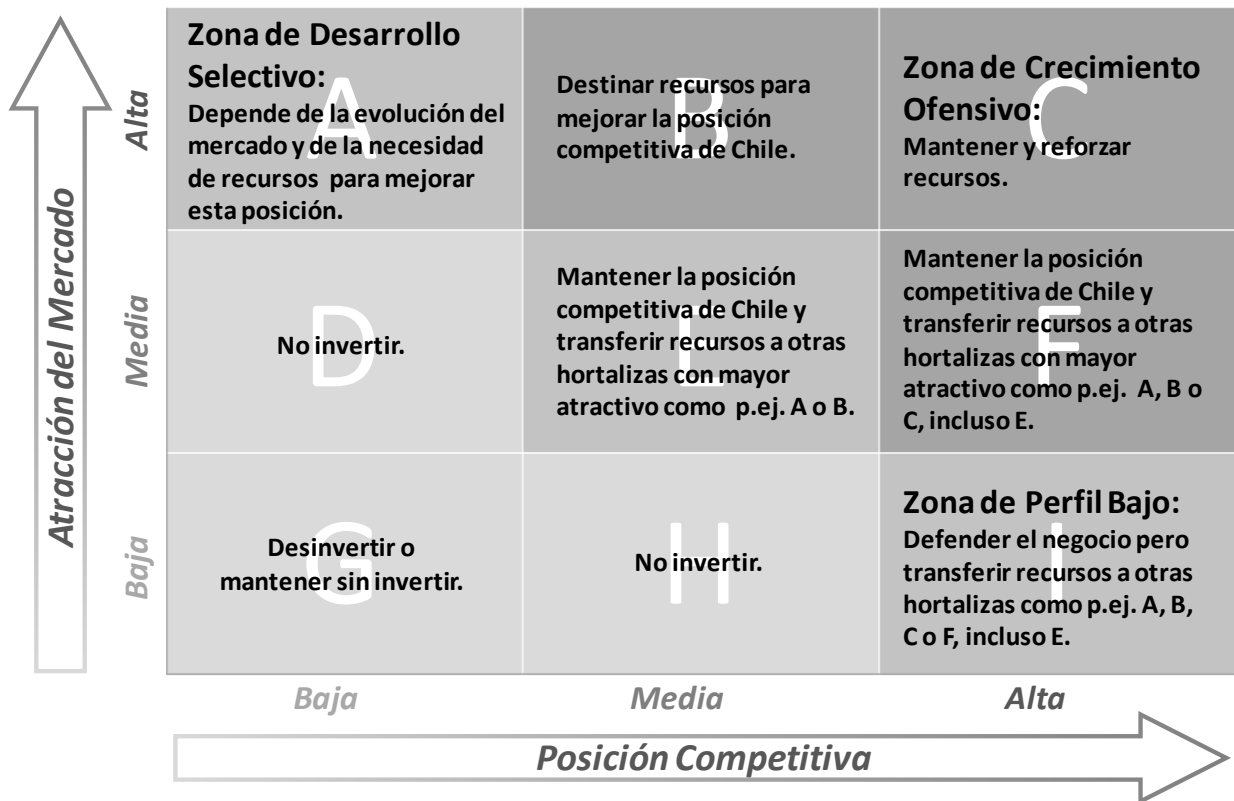 Atracción del Mercado
Alta
Media
Baja
A
Zona de Desarrollo
Selectivo:
Depende de la evolución del
mercado y de la necesidad
de recursos para mejorar
esta posición.
B
Destinar recursos para
mejorar la posición
competitiva de Chile.
C
Zona de Crecimiento
Ofensivo:
Mantener y reforzar
recursos.
D
No invertir.
E
Mantener la posición
competitiva de Chile y
transferir recursos a otras
hortalizas con mayor
atractivo como p.ej. A o B.
F
Mantener la posición
competitiva de Chile y
transferir recursos a otras
hortalizas con mayor
atractivo como p.ej. A, B o
C, incluso E.
G
Desinvertir o
mantener sin invertir.
H
No invertir.
I
Zona de Perfil Bajo:
Defender el negocio pero
transferir recursos a otras
hortalizas como p.ej. A, B,
C o F, incluso E.
Baja
Media
Alta
Posición Competitiva